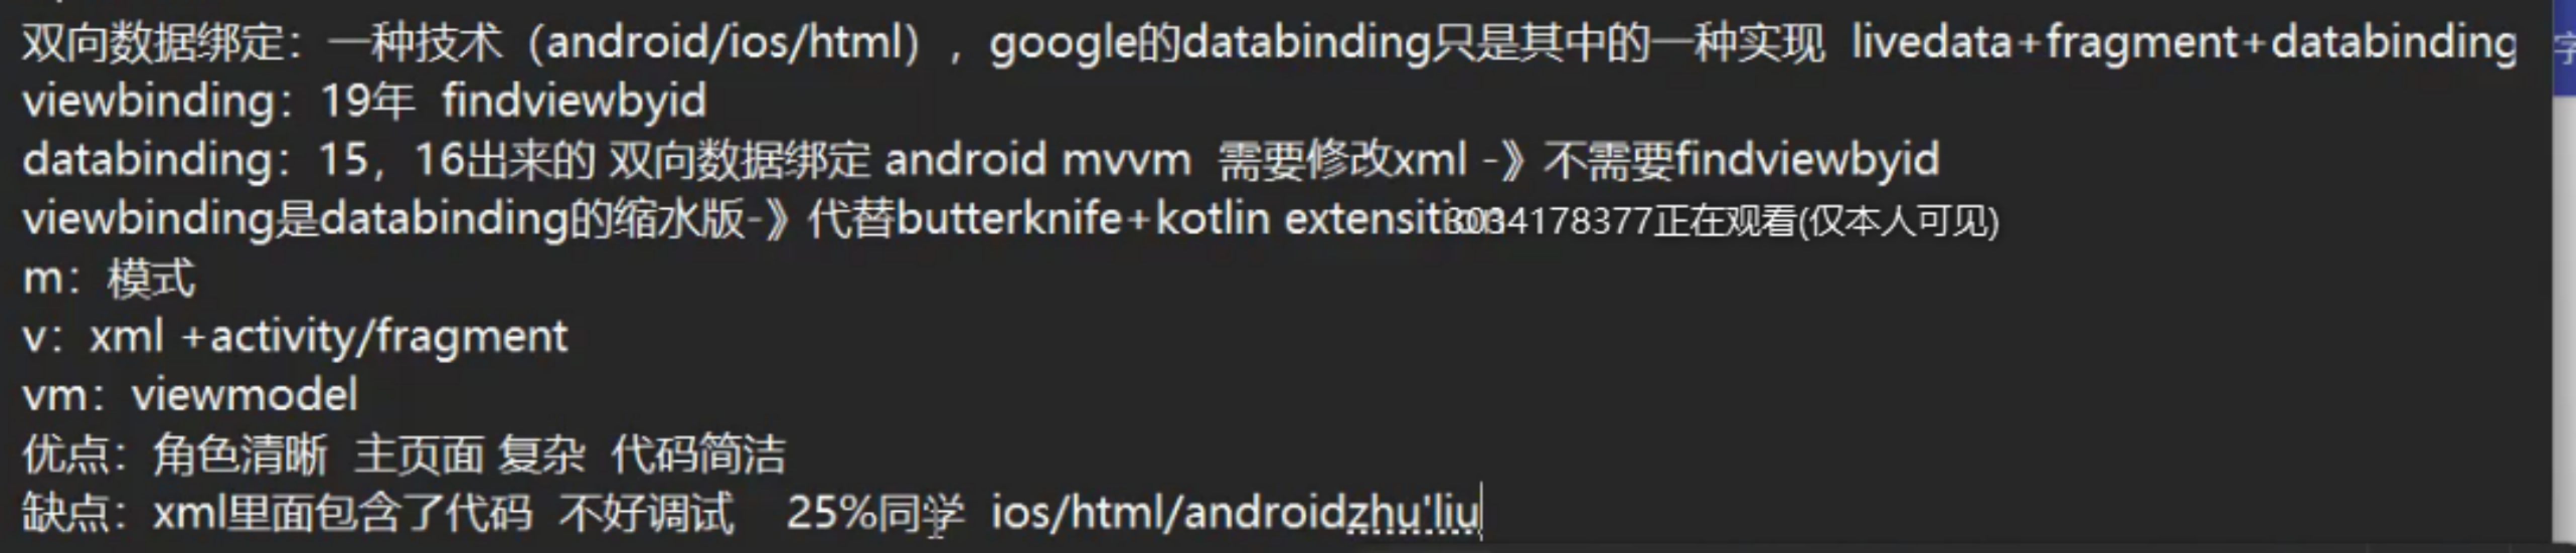 双向数据绑定：一种技术（android/ios/html），google的databinding只是其中的一种实现 livedata+fragment+databinding
字
viewbinding：19年 findviewbyid
databinding：15，16出来的 双向数据绑定 android mvvm 需要修改xml -》不需要findviewbyid
viewbinding是databinding的缩水版-》代替butterknife+kotlin extensition
3034178377正在观看(仅本人可见)
m：模式
v：xml +activity/fragment
vm：viewmodel
优点：角色清晰 主页面 复杂 代码简洁
缺点：xml里面包含了代码 不好调试 25%同学 ios/html/androidzhu'liu